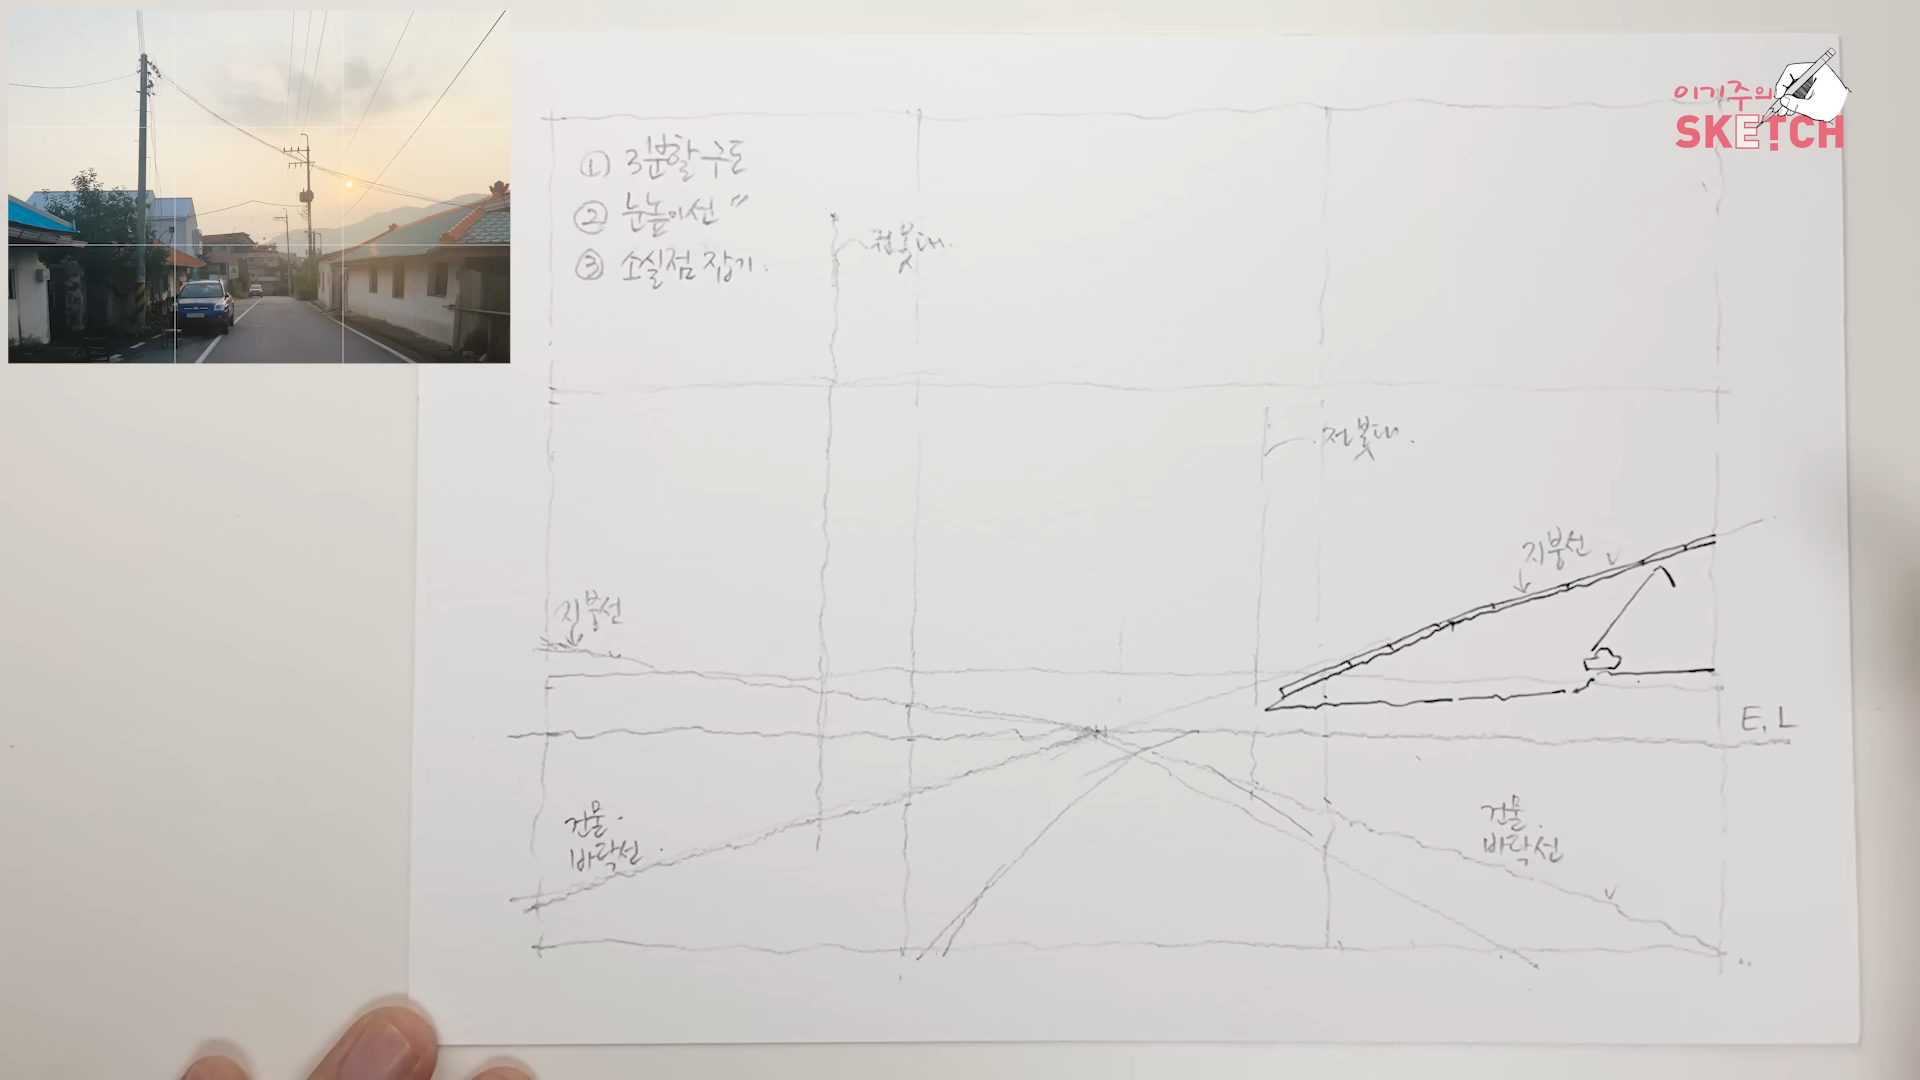 이기주의
SKETCH
① 3분할 구도
② 눈높이선 〃
③ 소실점 잡기.
전봇대.
전봇대.
지붕선
지붕선
E.L
건물.
바닥선.
건물.
바닥선